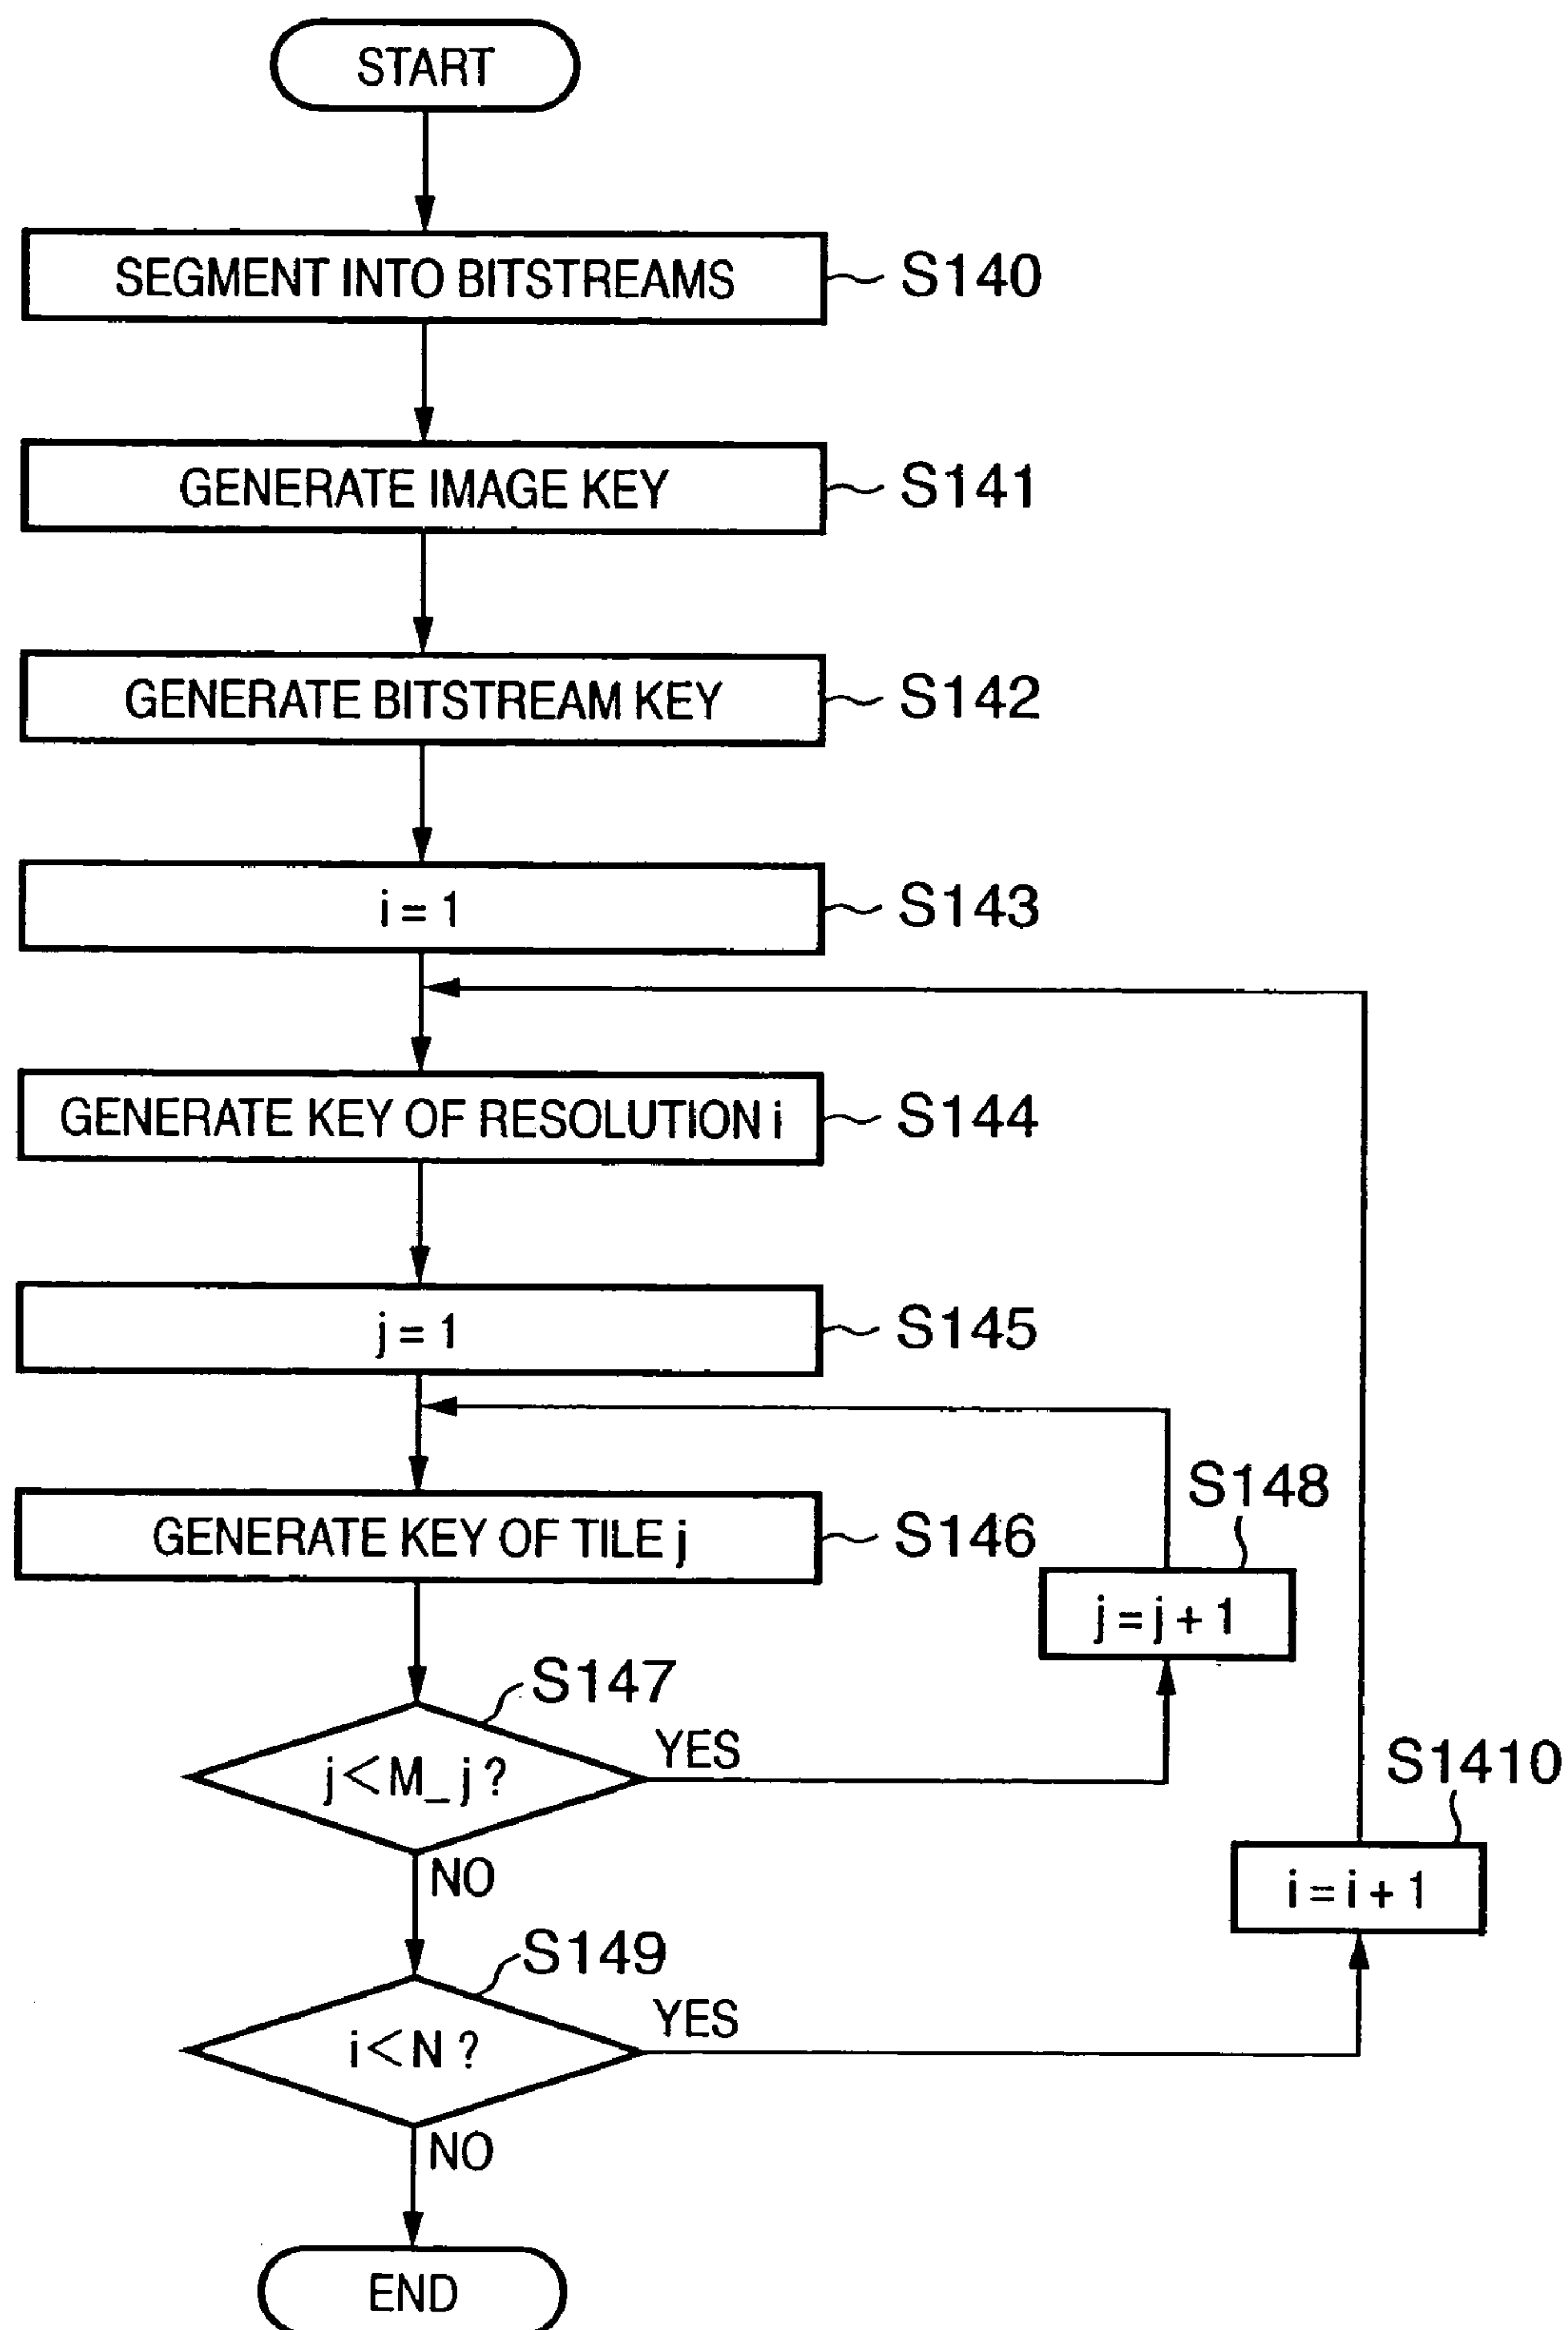 START
SEGMENT INTO BITSTREAMS
S140
GENERATE IMAGE KEY
S141
GENERATE BITSTREAM KEY
S142
i = 1
S143
GENERATE KEY OF RESOLUTION i
S144
j = 1
S145
GENERATE KEY OF TILE j
S146
S148
j = j + 1
S147
j < M_j ?
YES
NO
S1410
i = i + 1
S149
i < N ?
YES
NO
END